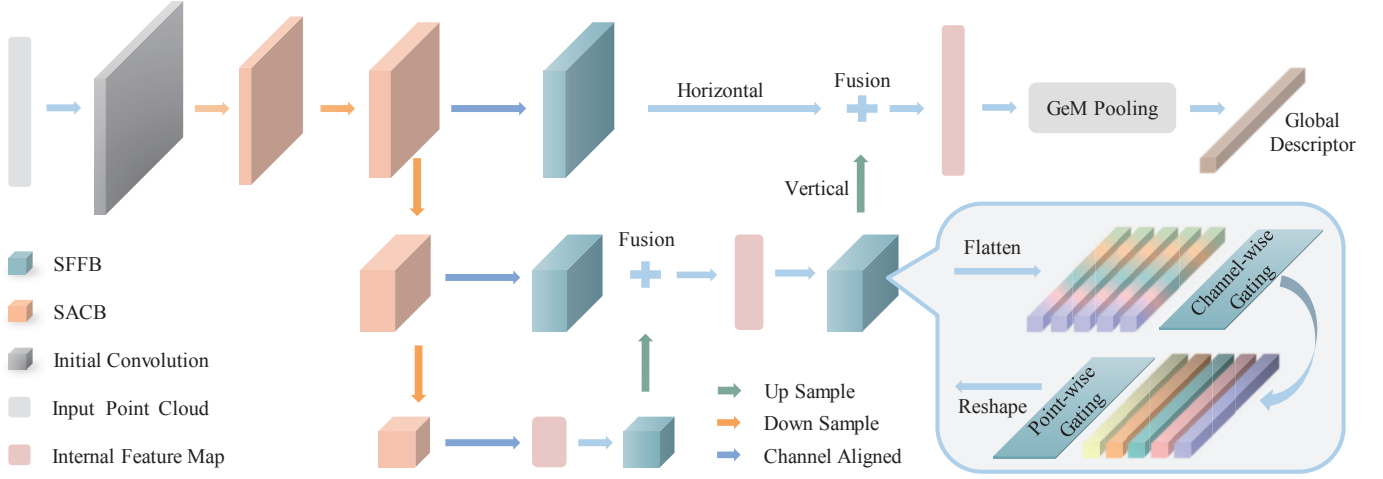 Horizontal
Fusion
GeM Pooling
Global
Descriptor
Vertical
SFFB
SACB
Initial Convolution
Input Point Cloud
Internal Feature Map
Fusion
Up Sample
Down Sample
Channel Aligned
Flatten
Channel-wise
Gating
Reshape
Point-wise
Gating